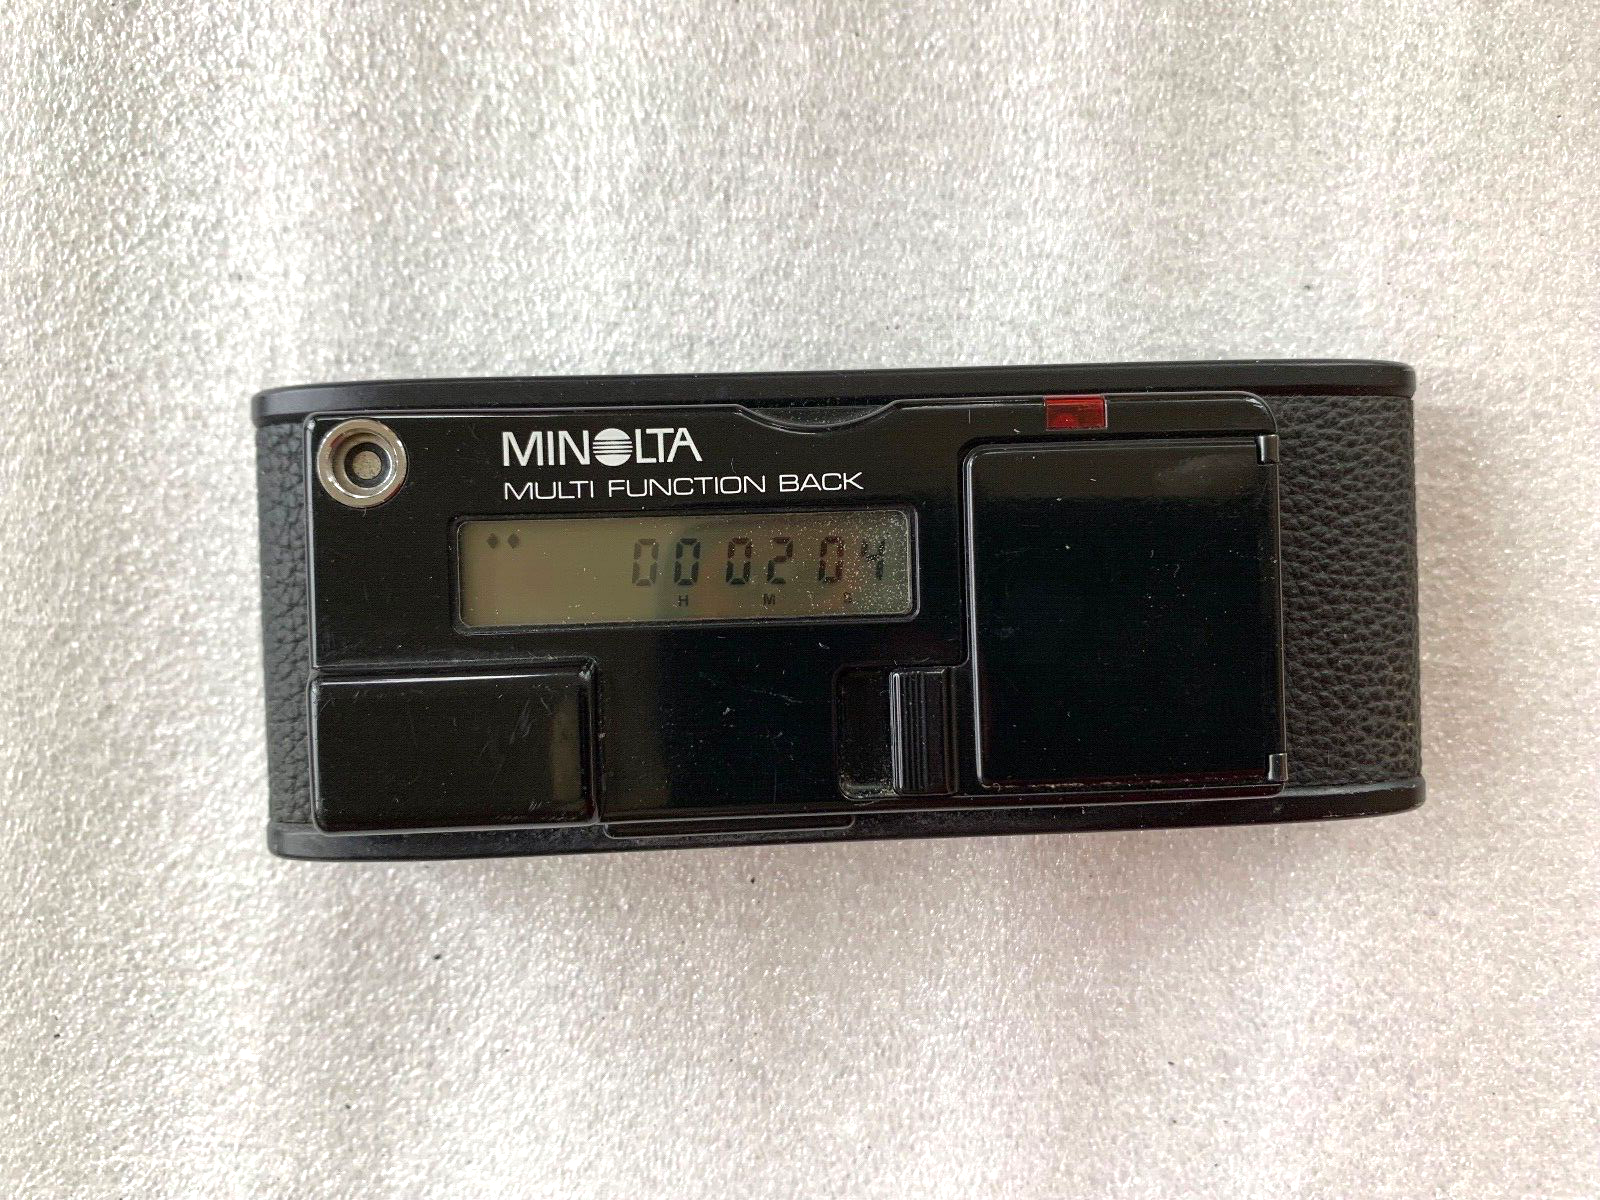 MINOLTA
MULTI FUNCTION BACK
00 02 04
H M S